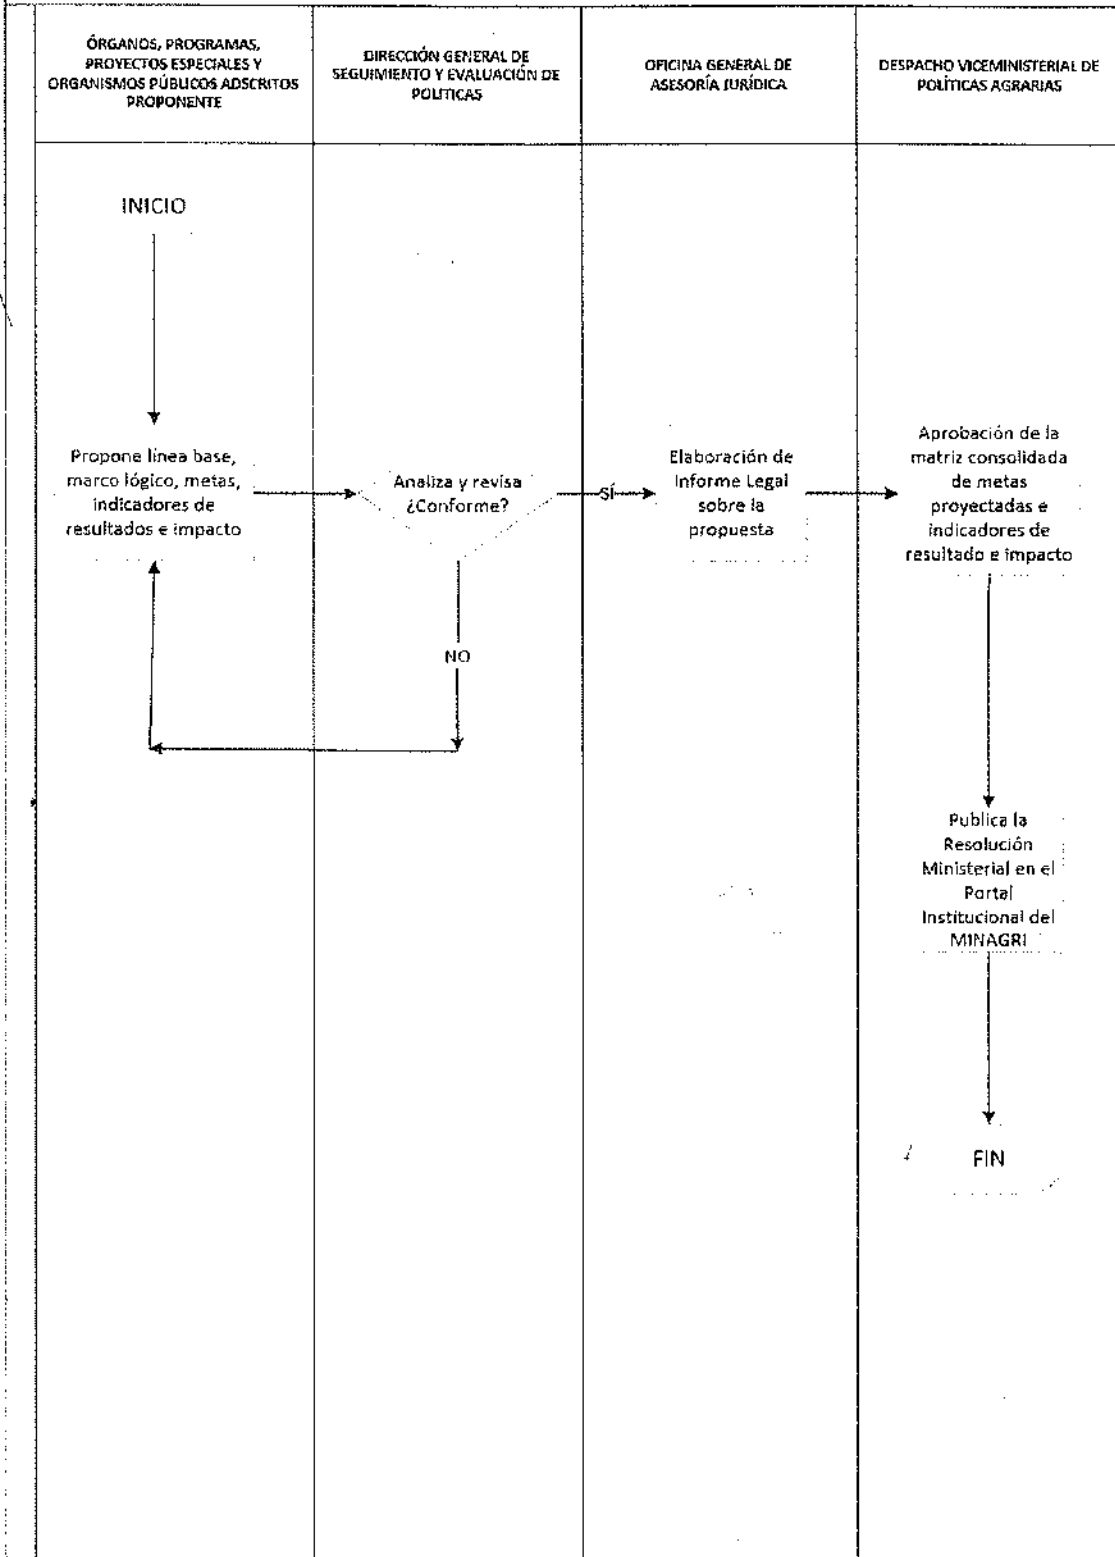 ÓRGANOS, PROGRAMAS,
PROYECTOS ESPECIALES Y
ORGANISMOS PÚBLICOS ADSCRITOS
PROPONENTE
DIRECCIÓN GENERAL DE
SEGUIMIENTO Y EVALUACIÓN DE
POLITICAS
OFICINA GENERAL DE
ASESORÍA JURÍDICA
DESPACHO VICEMINISTERIAL DE
POLÍTICAS AGRARIAS
INICIO
Propone línea base,
marco lógico, metas,
indicadores de
resultados e impacto
Analiza y revisa
¿Conforme?
SÍ
Elaboración de
Informe Legal
sobre la
propuesta
Aprobación de la
matriz consolidada
de metas
proyectadas e
indicadores de
resultado e impacto
NO
Publica la
Resolución
Ministerial en el
Portal
Institucional del
MINAGRI
FIN